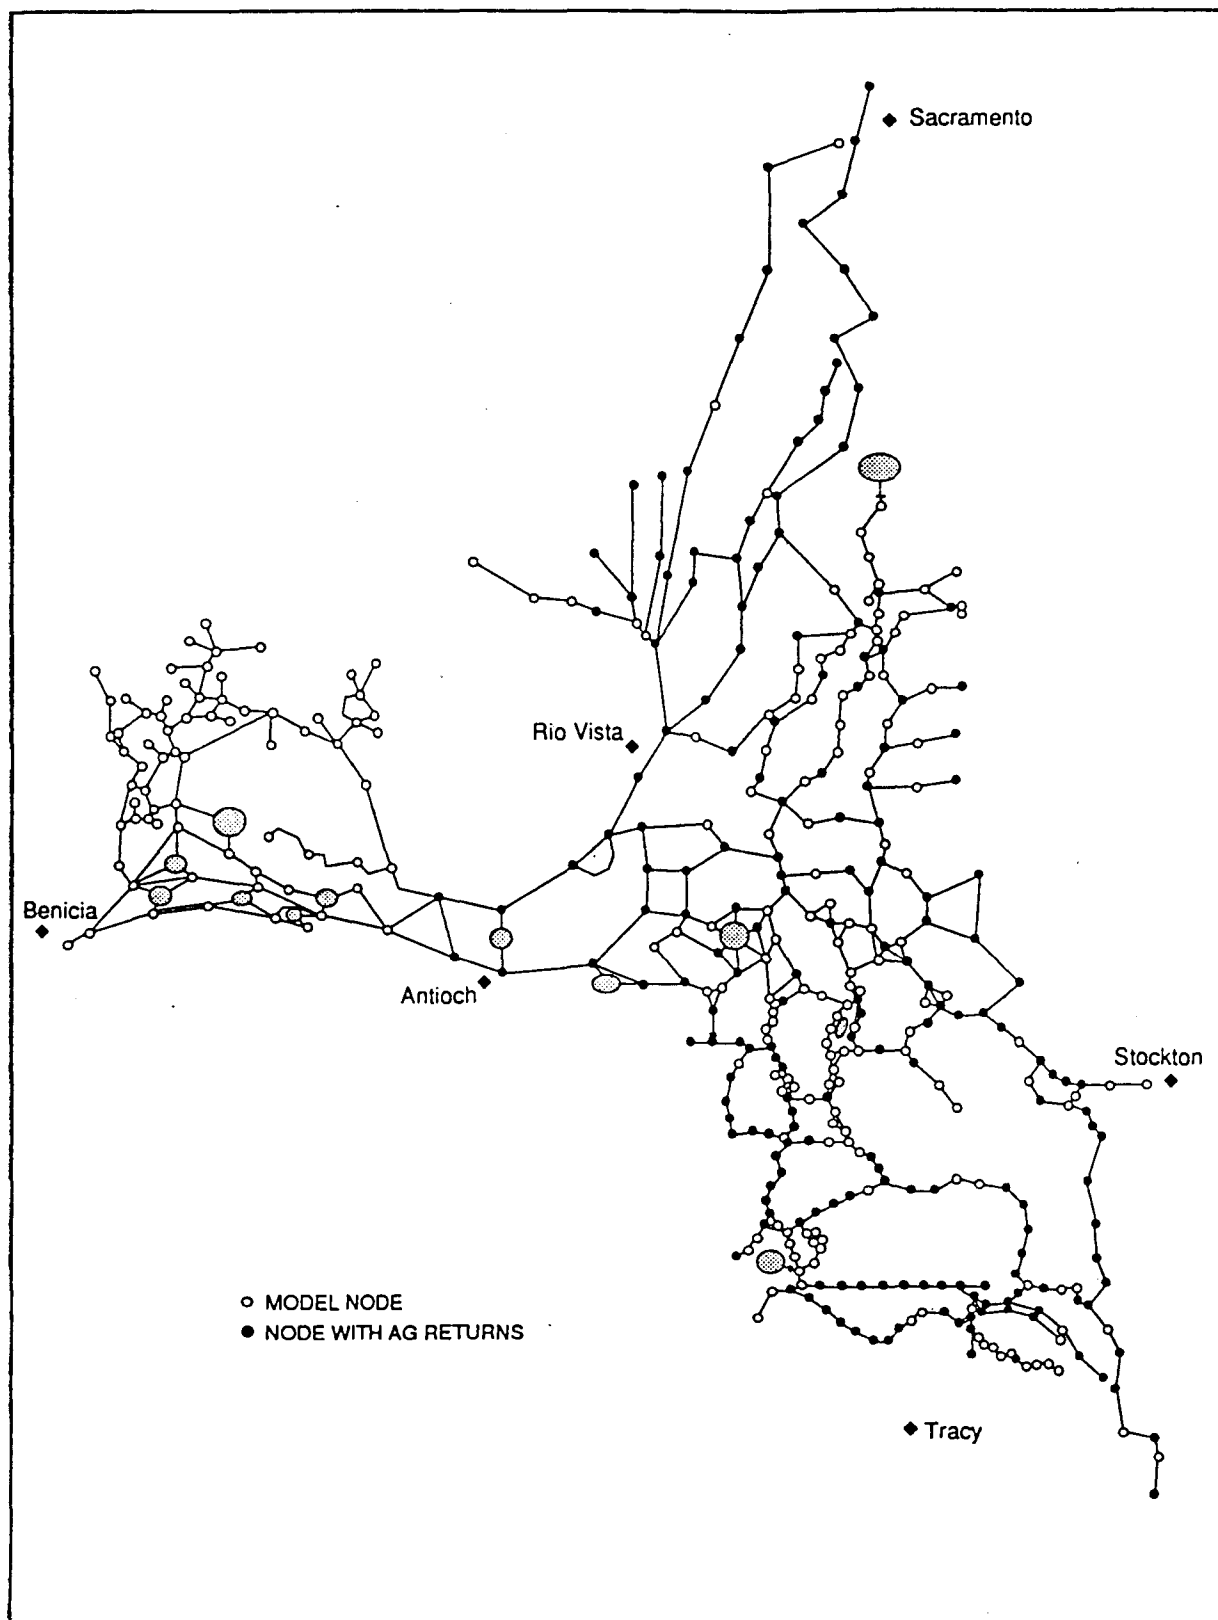 Sacramento
Rio Vista
Benicia
Antioch
Stockton
MODEL NODE
NODE WITH AG RETURNS
Tracy